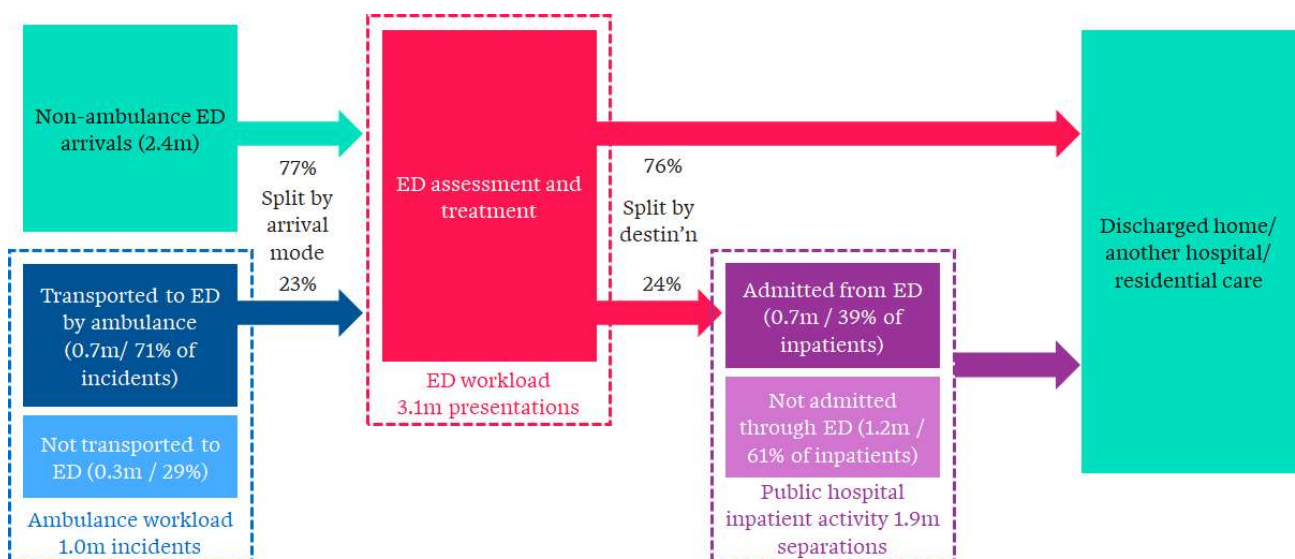 Non-ambulance ED
arrivals (2.4m)
77%
Split by
arrival
mode
23%
Transported to ED
by ambulance
(0.7m/ 71% of
incidents)
Not transported to
ED (0.3m / 29%)
Ambulance workload
1.0m incidents
ED assessment and
treatment
ED workload
3.1m presentations
76%
Split by
destin'n
24%
Admitted from ED
(0.7m / 39% of
inpatients)
Not admitted
through ED (1.2m /
61% of inpatients)
Public hospital
inpatient activity 1.9m
separations
Discharged home/
another hospital/
residential care